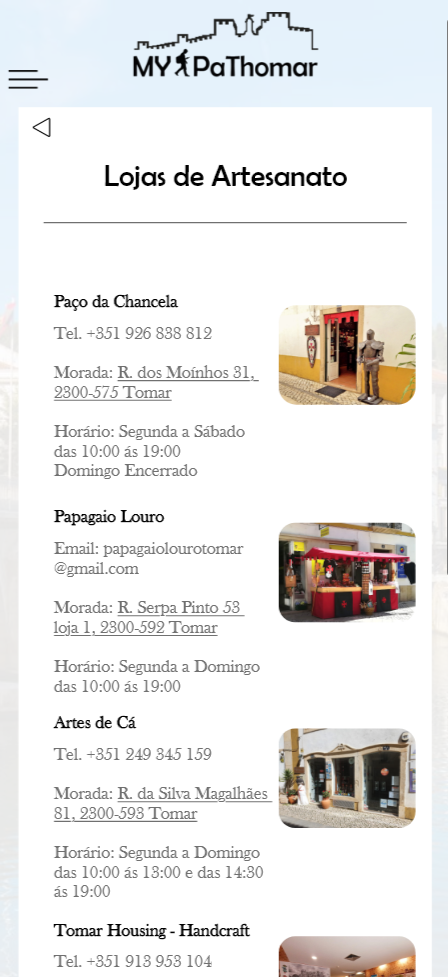 MY PaThomar
Lojas de Artesanato
Paço da Chancela
Tel. +351 926 838 812
Morada: R. dos Moínhos 31,
2300-575 Tomar
Horário: Segunda a Sábado
das 10:00 ás 19:00
Domingo Encerrado
Papagaio Louro
Email: papagaiolourotomar
@gmail.com
Morada: R. Serpa Pinto 53
loja 1, 2300-592 Tomar
Horário: Segunda a Domingo
das 10:00 ás 19:00
Artes de Cá
Tel. +351 249 345 159
Morada: R. da Silva Magalhães
81, 2300-593 Tomar
Horário: Segunda a Domingo
das 10:00 ás 13:00 e das 14:30
ás 19:00
Tomar Housing - Handcraft
Tel. +351 913 953 104